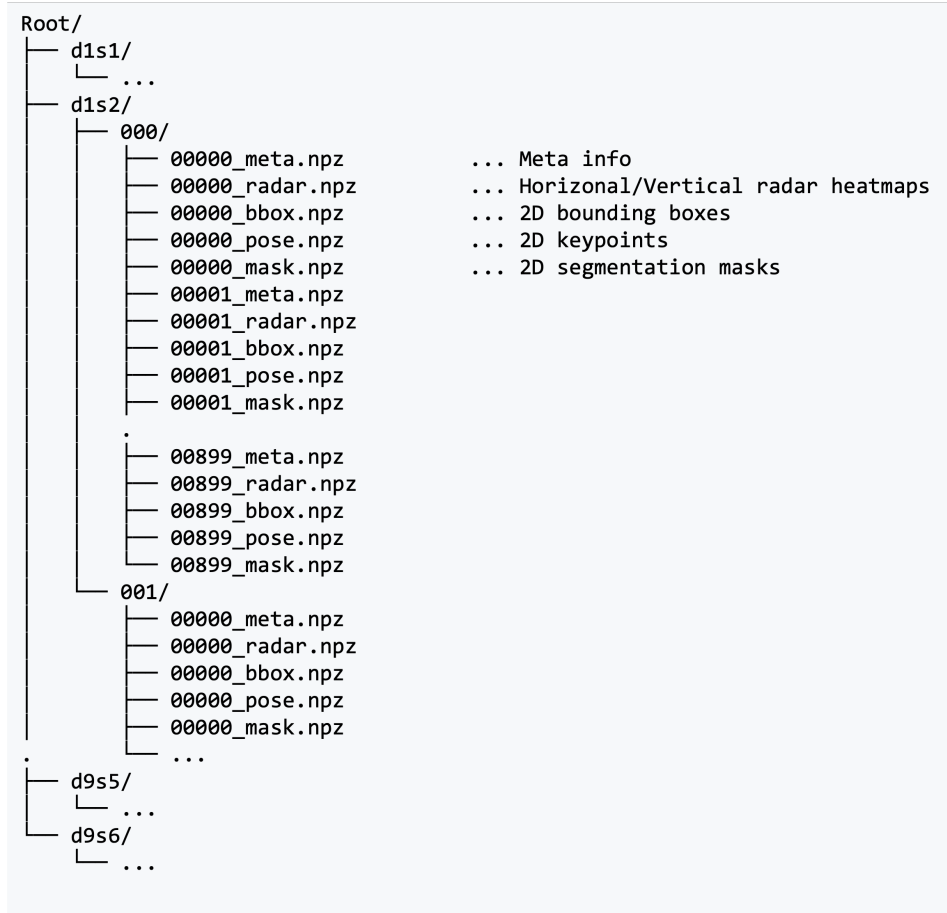 Root/
├── d1s1/
│   └── ...
├── d1s2/
│   ├── 000/
│   │   ├── 00000_meta.npz         ... Meta info
│   │   ├── 00000_radar.npz        ... Horizonal/Vertical radar heatmaps
│   │   ├── 00000_bbox.npz         ... 2D bounding boxes
│   │   ├── 00000_pose.npz         ... 2D keypoints
│   │   ├── 00000_mask.npz         ... 2D segmentation masks
│   │   ├── 00001_meta.npz
│   │   ├── 00001_radar.npz
│   │   ├── 00001_bbox.npz
│   │   ├── 00001_pose.npz
│   │   ├── 00001_mask.npz
│   │   .
│   │   ├── 00899_meta.npz
│   │   ├── 00899_radar.npz
│   │   ├── 00899_bbox.npz
│   │   ├── 00899_pose.npz
│   │   └── 00899_mask.npz
│   └── 001/
│       ├── 00000_meta.npz
│       ├── 00000_radar.npz
│       ├── 00000_bbox.npz
│       ├── 00000_pose.npz
│       ├── 00000_mask.npz
.       └── ...
├── d9s5/
│   └── ...
└── d9s6/
    └── ...